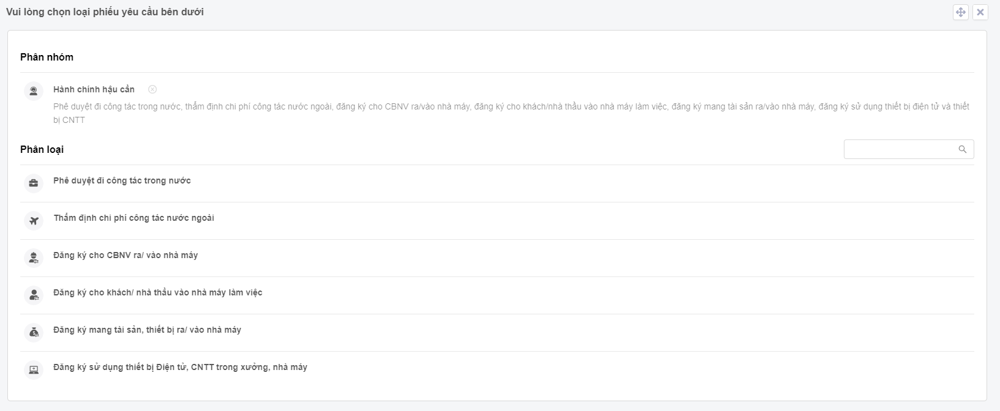 Vui lòng chọn loại phiếu yêu cầu bên dưới
Phân nhóm
Hành chính hậu cần
Phê duyệt đi công tác trong nước, thẩm định chi phí công tác nước ngoài, đăng ký cho CBNV ra/vào nhà máy, đăng ký cho khách/nhà thầu vào nhà máy làm việc, đăng ký mang tài sản ra/vào nhà máy, đăng ký sử dụng thiết bị điện tử và thiết
bị CNTT
Phân loại
Phê duyệt đi công tác trong nước
Thẩm định chi phí công tác nước ngoài
Đăng ký cho CBNV ra/ vào nhà máy
Đăng ký cho khách/ nhà thầu vào nhà máy làm việc
Đăng ký mang tài sản, thiết bị ra/ vào nhà máy
Đăng ký sử dụng thiết bị Điện tử, CNTT trong xưởng, nhà máy